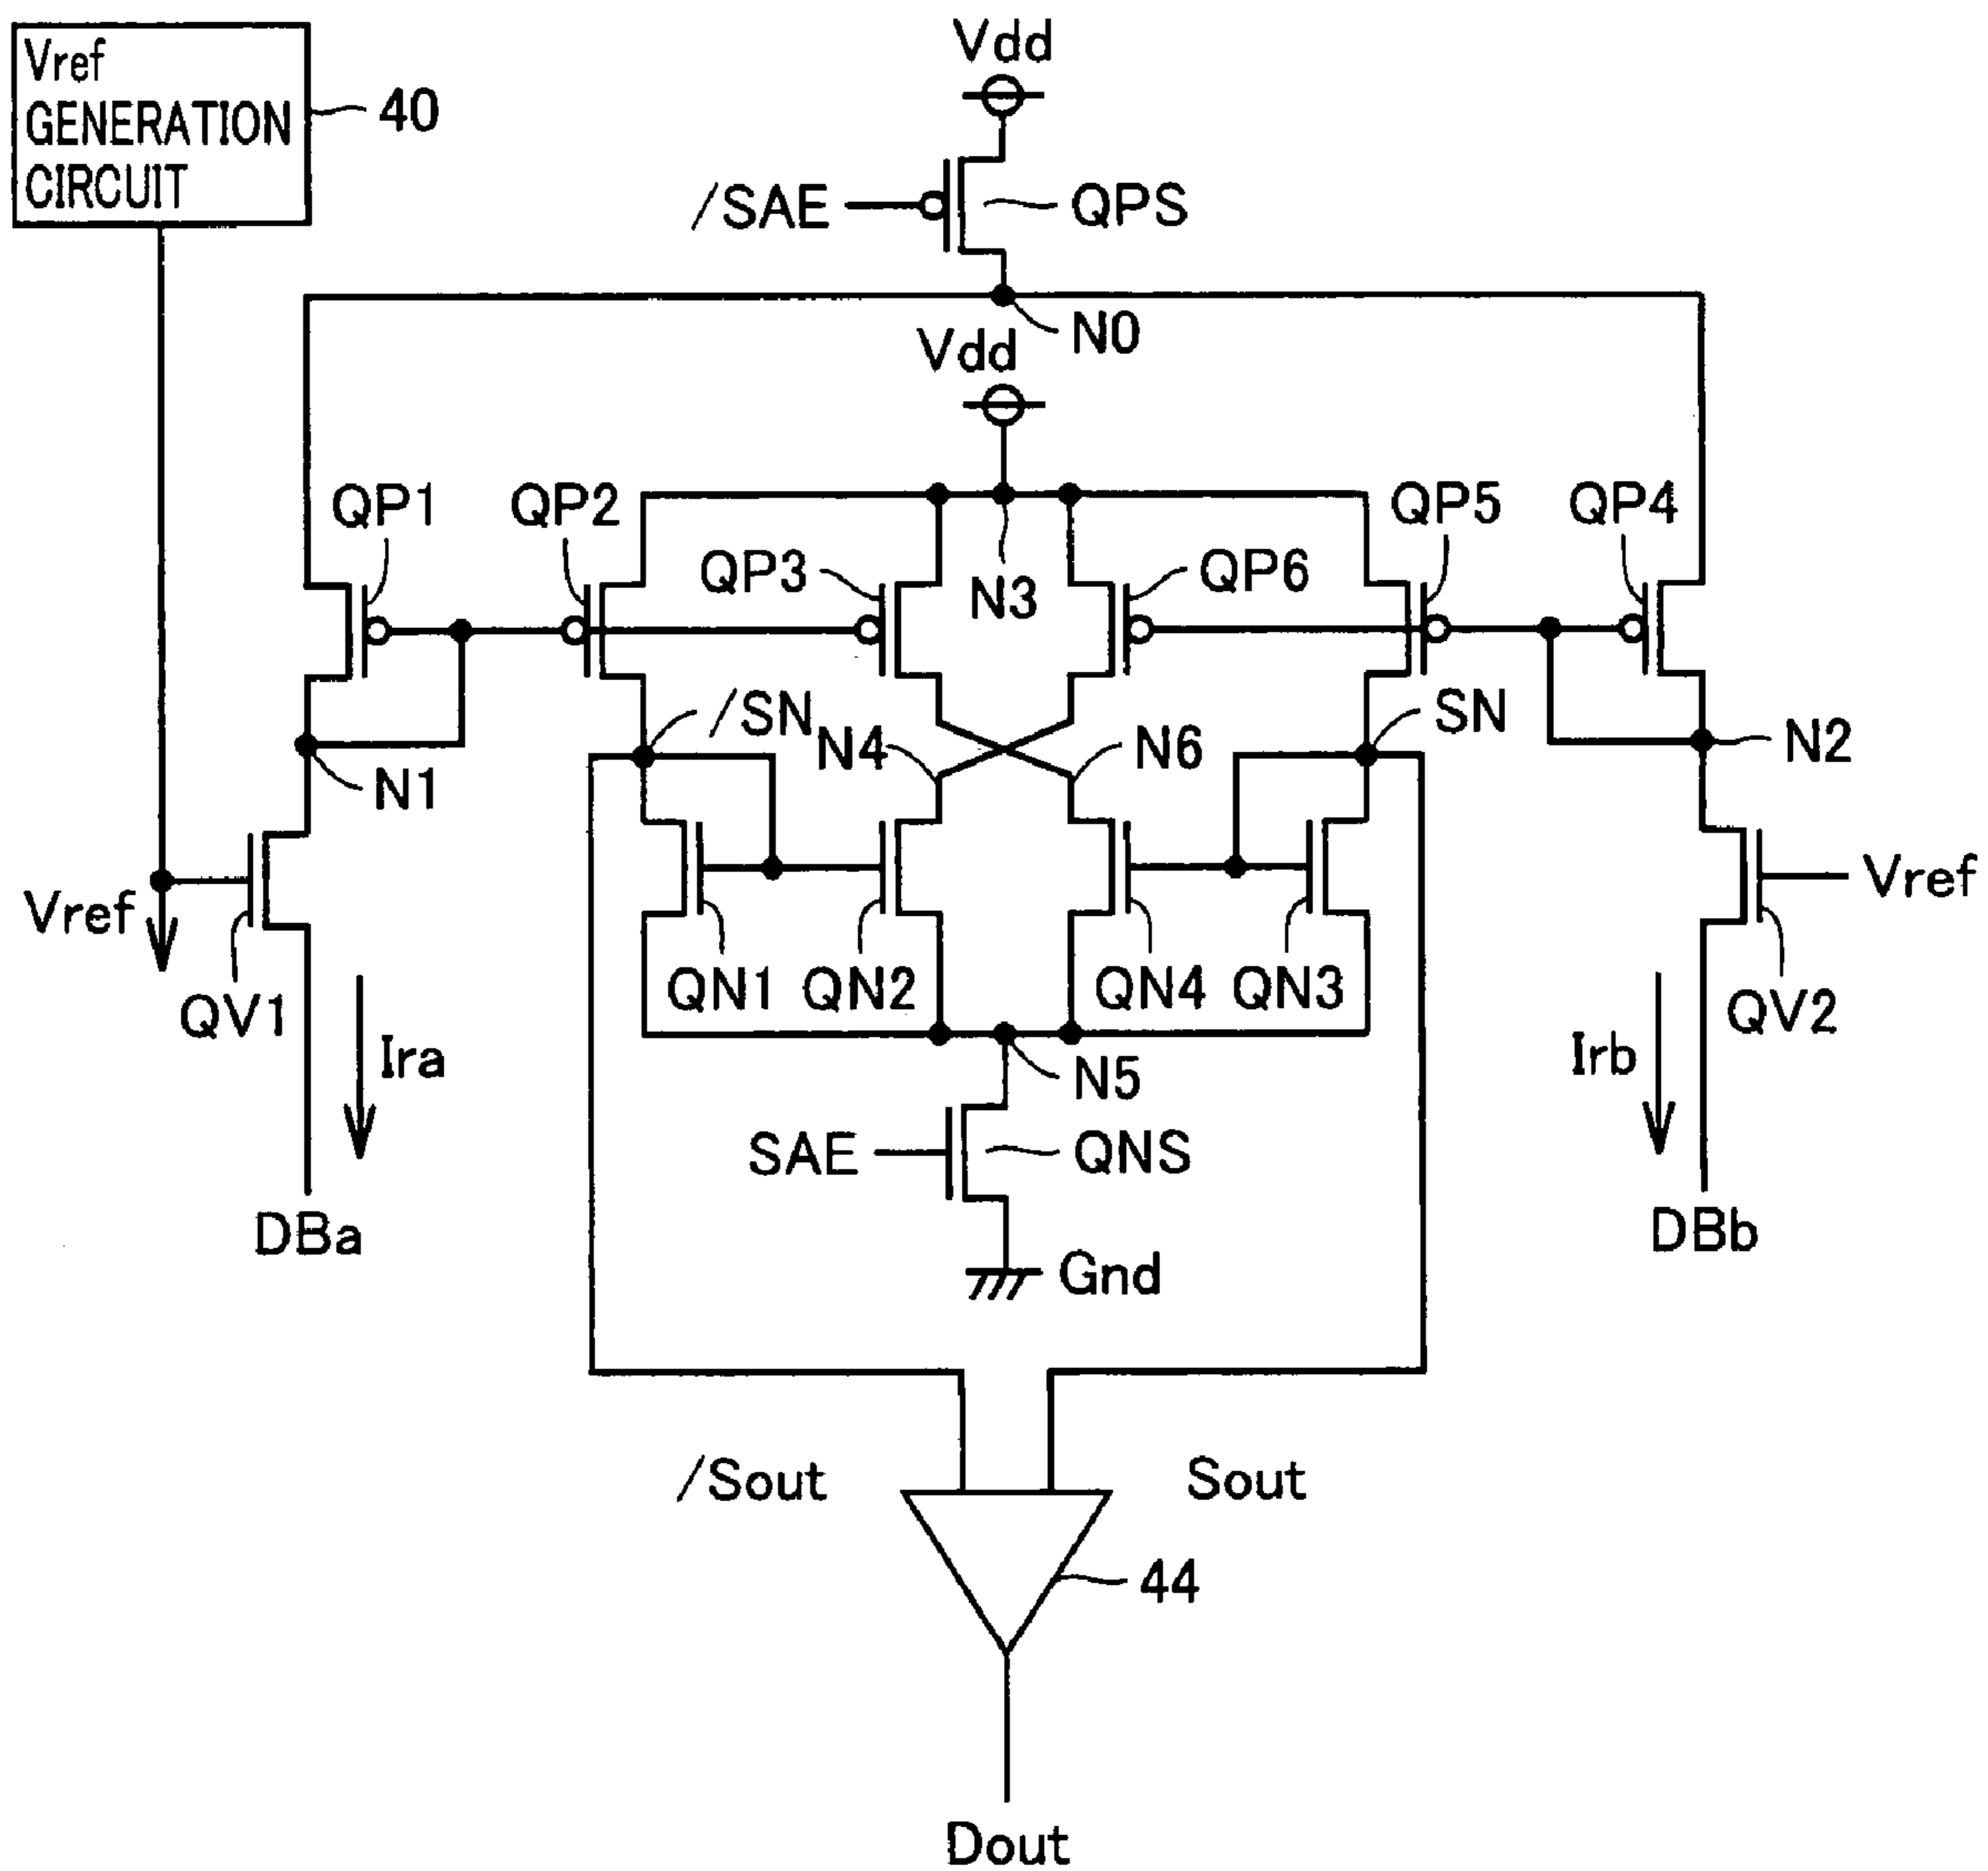 Vref
GENERATION
CIRCUIT
40
Vdd
/SAE
QPS
N0
Vdd
QP1
QP2
QP3
N3
QP6
QP5
QP4
/SN
N4
N6
SN
N2
N1
Vref
Vref
QV1
QN1
QN2
QN4
QN3
QV2
Ira
N5
Irb
SAE
QNS
DBa
DBb
Gnd
/Sout
Sout
44
Dout